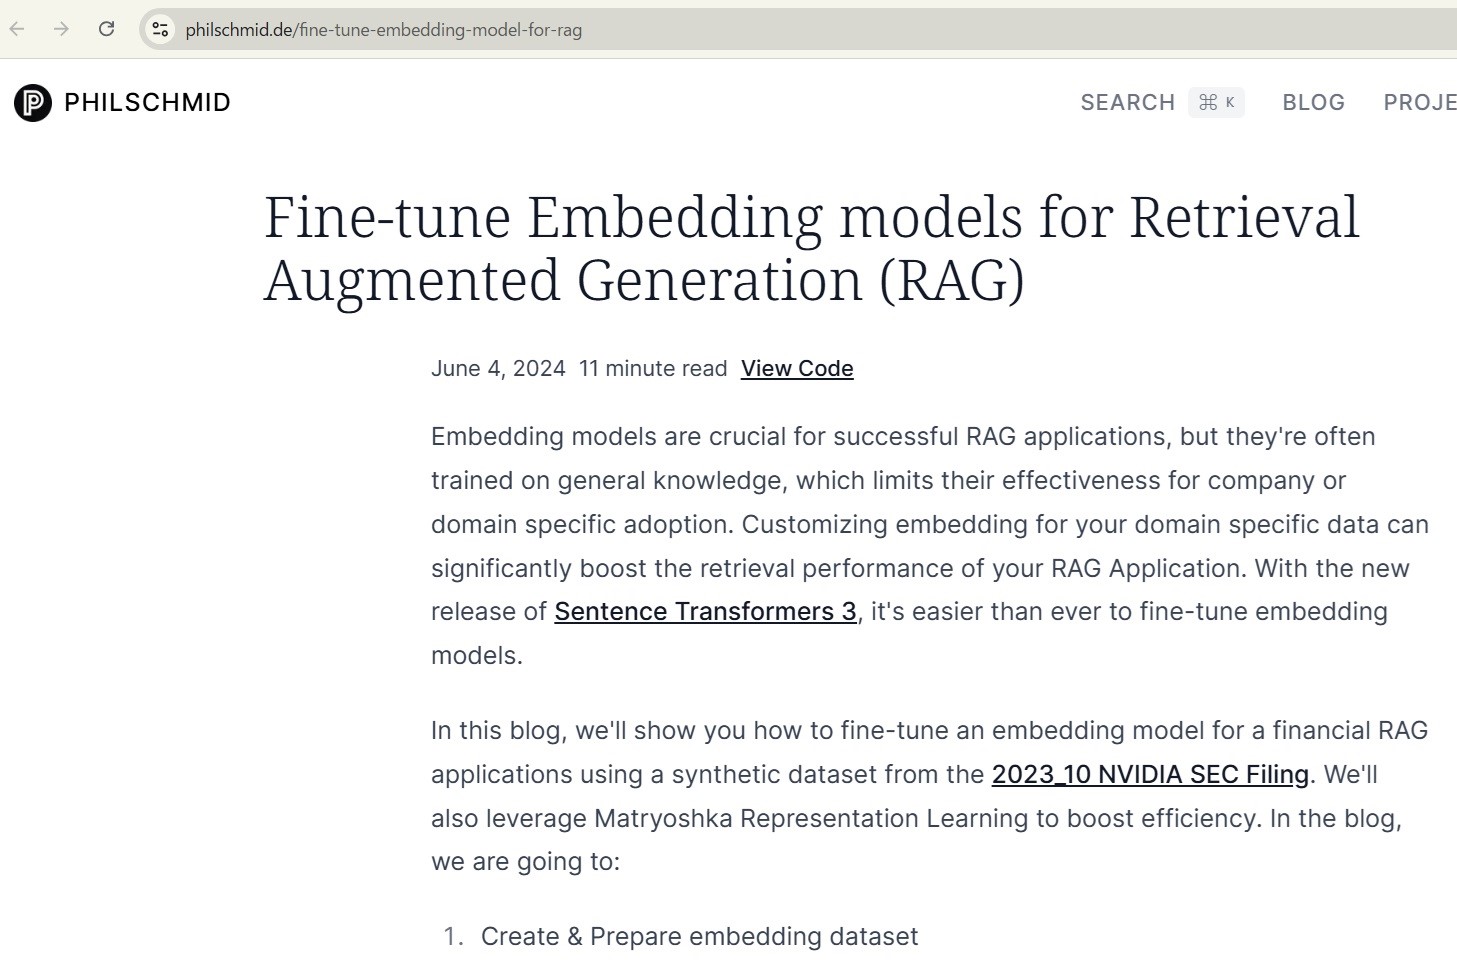 philschmid.de/fine-tune-embedding-model-for-rag
PHILSCHMID
SEARCH ⌘ K BLOG PROJE
Fine-tune Embedding models for Retrieval
Augmented Generation (RAG)
June 4, 2024 11 minute read View Code
Embedding models are crucial for successful RAG applications, but they're often
trained on general knowledge, which limits their effectiveness for company or
domain specific adoption. Customizing embedding for your domain specific data can
significantly boost the retrieval performance of your RAG Application. With the new
release of Sentence Transformers 3, it's easier than ever to fine-tune embedding
models.
In this blog, we'll show you how to fine-tune an embedding model for a financial RAG
applications using a synthetic dataset from the 2023_10 NVIDIA SEC Filing. We'll
also leverage Matryoshka Representation Learning to boost efficiency. In the blog,
we are going to:
1. Create & Prepare embedding dataset